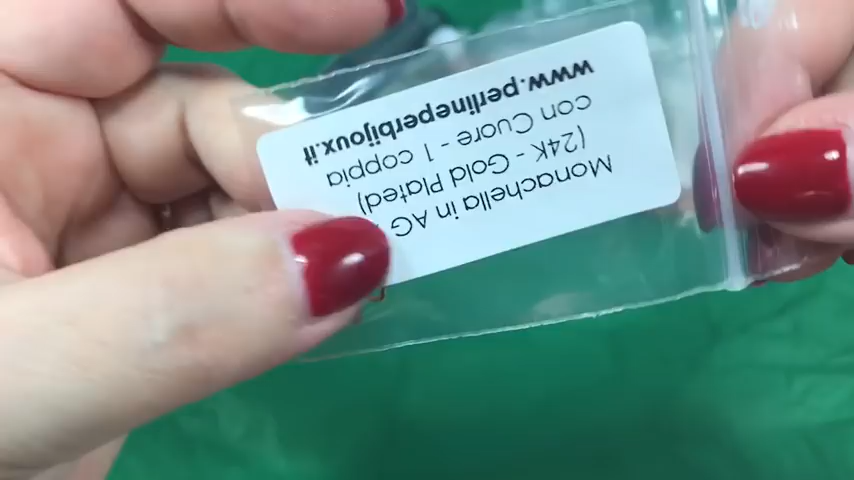 Monachella in AG
(24K - Gold Plated)
con Cuore - 1 coppia
www.perlineperbijoux.it